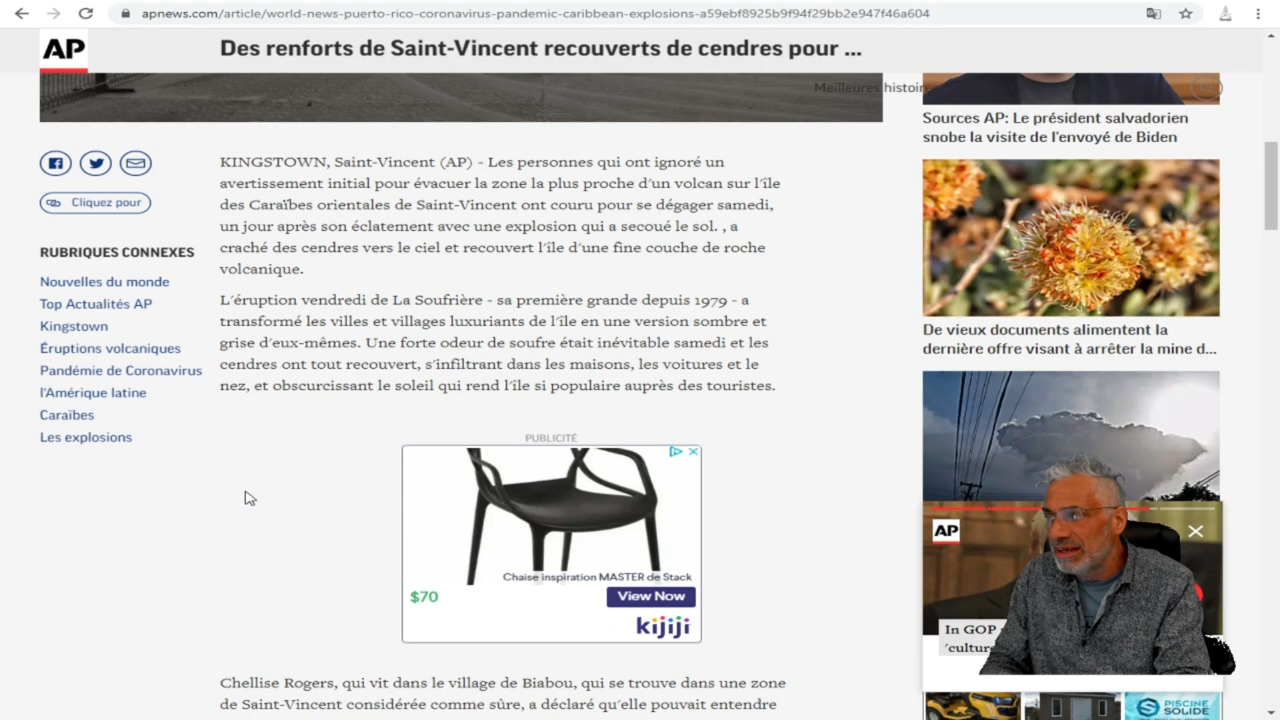 apnews.com/article/world-news-puerto-rico-coronavirus-pandemic-caribbean-explosions-a59ebf8925b9f94f29bb2e947f46a604
AP
Des renforts de Saint-Vincent recouverts de cendres pour ...
Meilleures histoire
Sources AP: Le président salvadorien
snobe la visite de l'envoyé de Biden
Cliquez pour
RUBRIQUES CONNEXES
Nouvelles du monde
Top Actualités AP
Kingstown
Éruptions volcaniques
Pandémie de Coronavirus
l'Amérique latine
Caraïbes
Les explosions
KINGSTOWN, Saint-Vincent (AP) - Les personnes qui ont ignoré un
avertissement initial pour évacuer la zone la plus proche d'un volcan sur l'île
des Caraïbes orientales de Saint-Vincent ont couru pour se dégager samedi,
un jour après son éclatement avec une explosion qui a secoué le sol. , a
craché des cendres vers le ciel et recouvert l'île d'une fine couche de roche
volcanique.
L'éruption vendredi de La Soufrière - sa première grande depuis 1979 - a
transformé les villes et villages luxuriants de l'île en une version sombre et
grise d'eux-mêmes. Une forte odeur de soufre était inévitable samedi et les
cendres ont tout recouvert, s'infiltrant dans les maisons, les voitures et le
nez, et obscurcissant le soleil qui rend l'île si populaire auprès des touristes.
PUBLICITÉ
Chaise inspiration MASTER de Stack
$70
View Now
kijiji
Chellise Rogers, qui vit dans le village de Biabou, qui se trouve dans une zone
de Saint-Vincent considérée comme sûre, a déclaré qu'elle pouvait entendre
De vieux documents alimentent la
dernière offre visant à arrêter la mine d...
AP
In GOP
'culture
PISCINE
SOLIDE